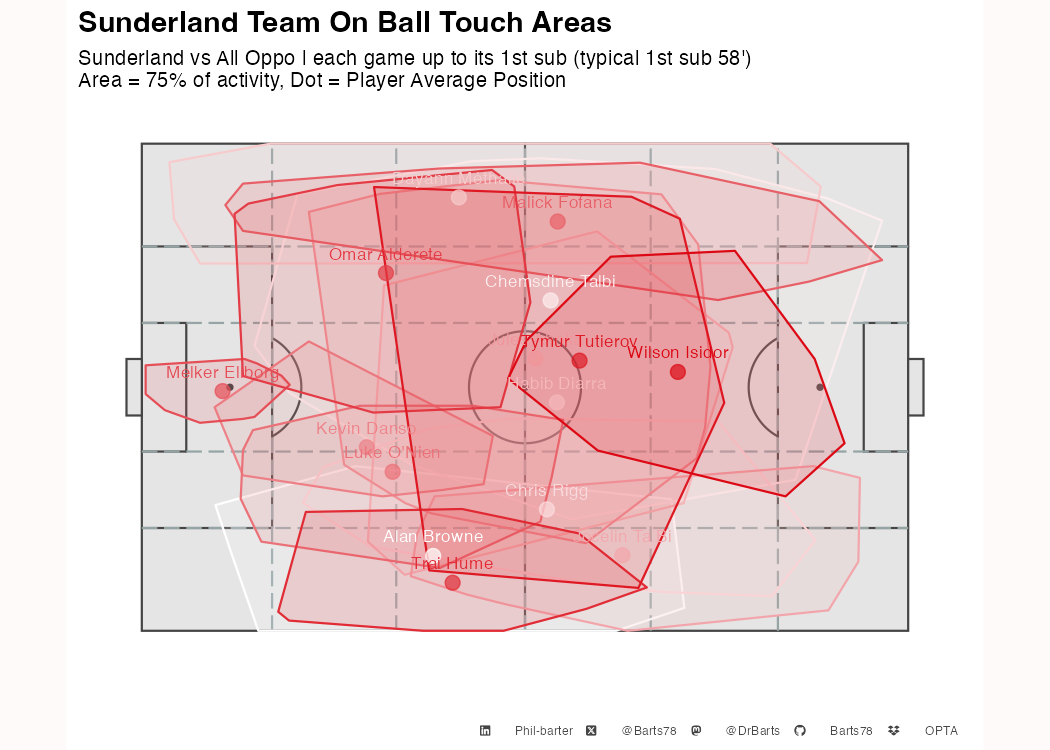 Sunderland Team On Ball Touch Areas
Sunderland vs All Oppo | each game up to its 1st sub (typical 1st sub 58')
Area = 75% of activity, Dot = Player Average Position
Malick Fofana
Omar Alderete
Chemsdine Talbi
Tymur Tutierov
Wilson Isidor
Melker Ellborg
Habib Diarra
Kevin Danso
Luke O'Nien
Chris Rigg
Alan Browne
Trai Hume
Phil-barter
@Barts78
@DrBarts
Barts78
OPTA